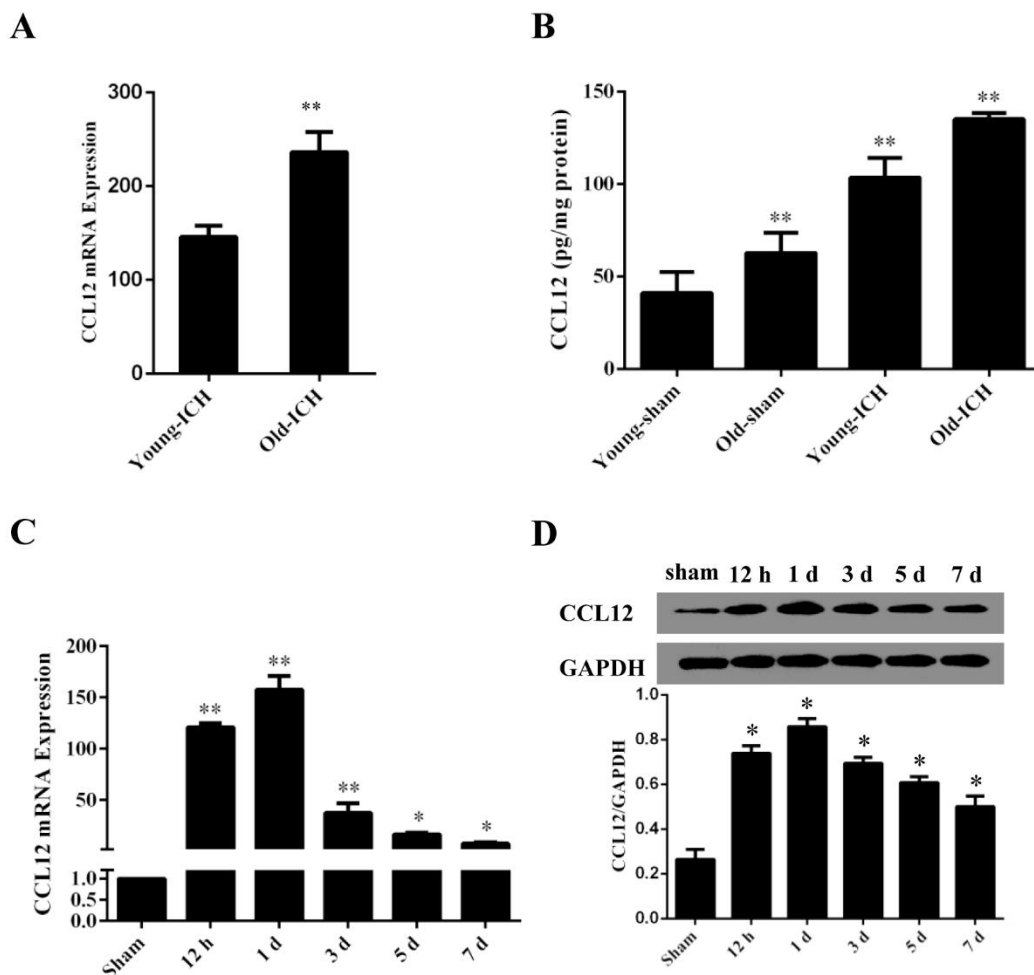 A
CCL12 mRNA Expression
300
200
100
0
**
Young-ICH
Old-ICH
B
CCL12 (pg/mg protein)
150
100
50
0
**
**
**
Young-sham
Old-sham
Young-ICH
Old-ICH
C
CCL12 mRNA Expression
200
150
100
50
1.0
0.5
0.0
**
**
**
*
*
Sham
12 h
1 d
3 d
5 d
7 d
D
sham 12 h 1 d 3 d 5 d 7 d
CCL12
GAPDH
CCL12/GAPDH
1.0
0.8
0.6
0.4
0.2
0.0
*
*
*
*
*
Sham
12 h
1 d
3 d
5 d
7 d